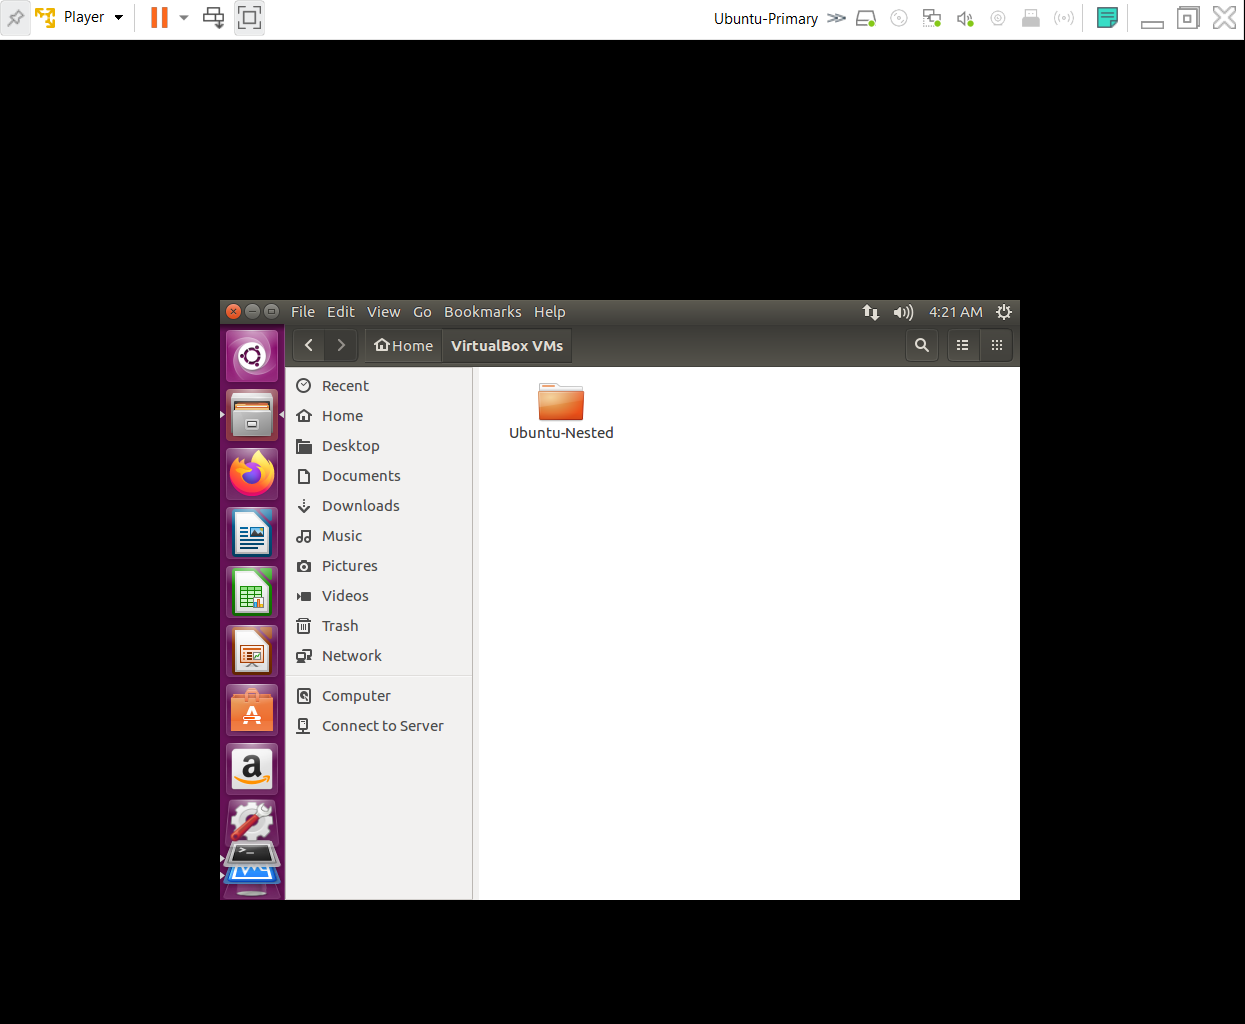 Player
Ubuntu-Primary
File Edit View Go Bookmarks Help 4:21 AM
Home VirtualBox VMs
Recent
Home
Desktop
Documents
Downloads
Music
Pictures
Videos
Trash
Network
Computer
Connect to Server
Ubuntu-Nested